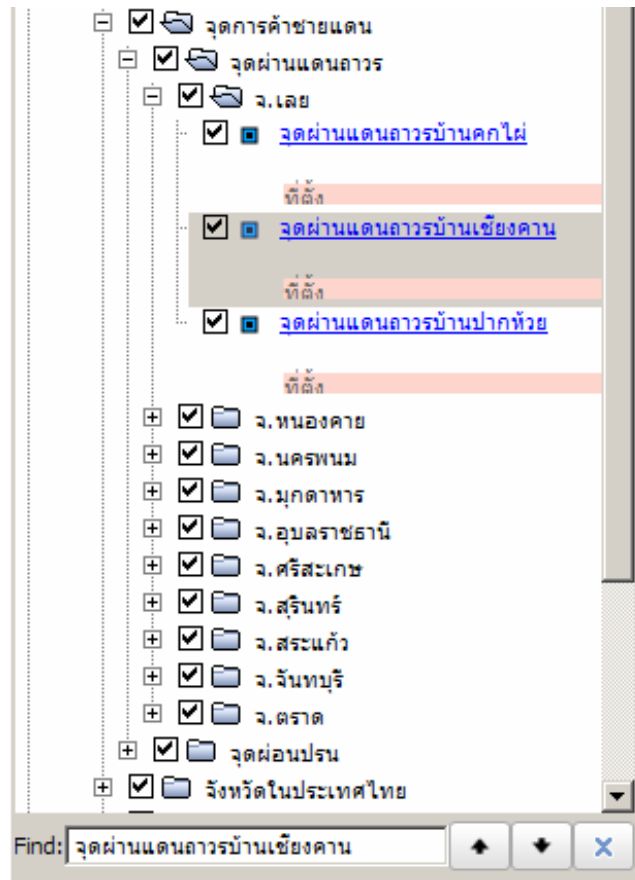 จุดการค้าชายแดน
จุดผ่านแดนถาวร
จ.เลย
จุดผ่านแดนถาวรบ้านคกไผ่
ที่ตั้ง
จุดผ่านแดนถาวรบ้านเชียงคาน
ที่ตั้ง
จุดผ่านแดนถาวรบ้านปากห้วย
ที่ตั้ง
จ.หนองคาย
จ.นครพนม
จ.มุกดาหาร
จ.อุบลราชธานี
จ.ศรีสะเกษ
จ.สุรินทร์
จ.สระแก้ว
จ.จันทบุรี
จ.ตราด
จุดผ่อนปรน
จังหวัดในประเทศไทย
Find: จุดผ่านแดนถาวรบ้านเชียงคาน